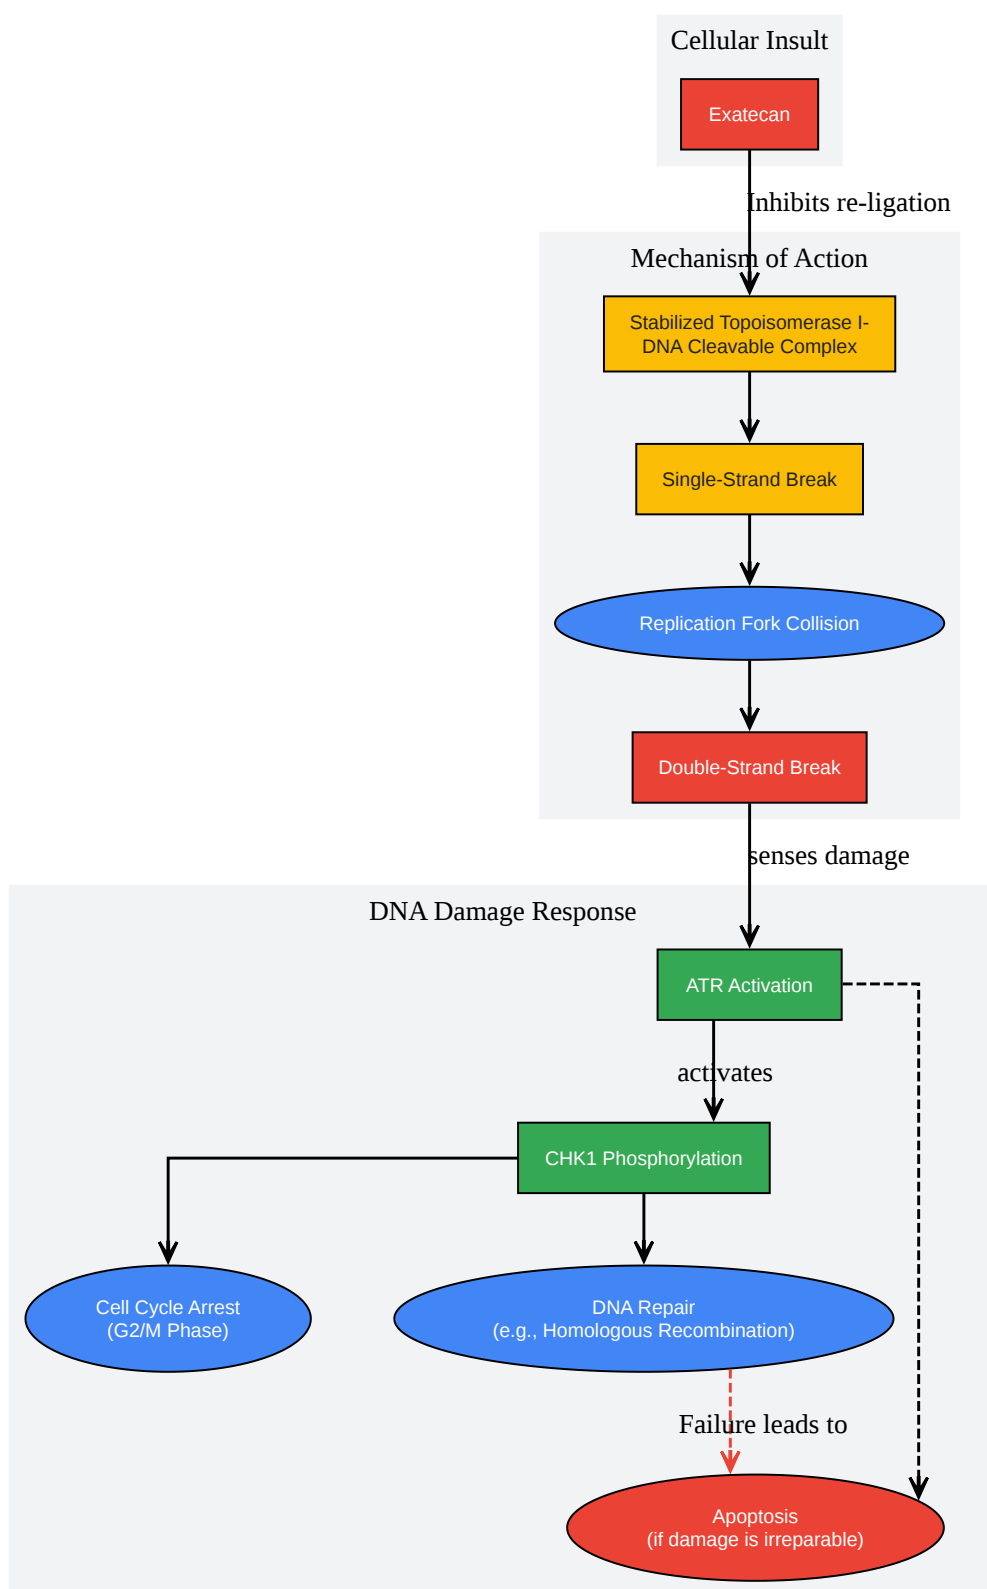 Cellular Insult
Exatecan
Inhibits re-ligation
Mechanism of Action
Stabilized Topoisomerase I-
DNA Cleavable Complex
Single-Strand Break
Replication Fork Collision
Double-Strand Break
senses damage
DNA Damage Response
ATR Activation
activates
CHK1 Phosphorylation
Cell Cycle Arrest
(G2/M Phase)
DNA Repair
(e.g., Homologous Recombination)
Failure leads to
Apoptosis
(if damage is irreparable)